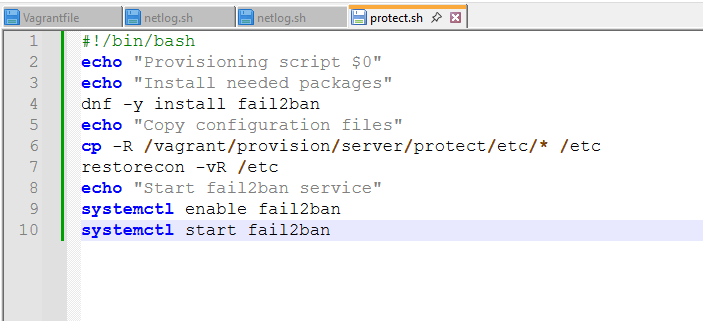 Vagrantfile netlog.sh netlog.sh protect.sh
1 #!/bin/bash
2 echo "Provisioning script $0"
3 echo "Install needed packages"
4 dnf -y install fail2ban
5 echo "Copy configuration files"
6 cp -R /vagrant/provision/server/protect/etc/* /etc
7 restorecon -vR /etc
8 echo "Start fail2ban service"
9 systemctl enable fail2ban
10 systemctl start fail2ban